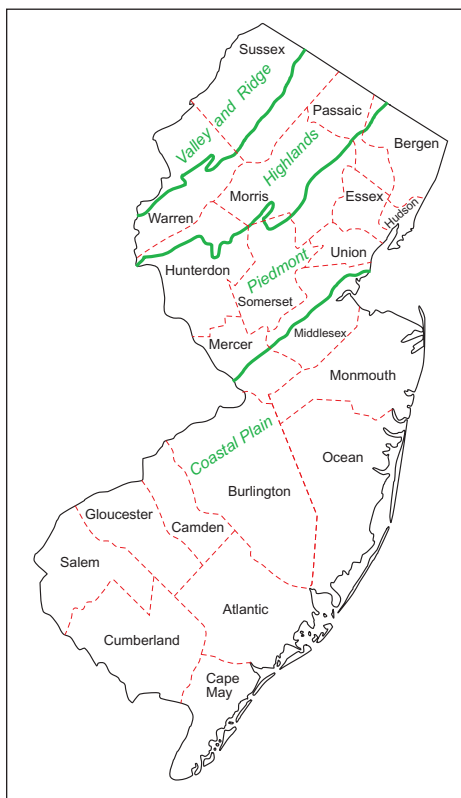 Sussex
Valley and Ridge
Passaic
Bergen
Highlands
Essex
Hudson
Morris
Warren
Union
Hunterdon
Piedmont
Somerset
Middlesex
Mercer
Monmouth
Coastal Plain
Ocean
Burlington
Gloucester
Camden
Salem
Atlantic
Cumberland
Cape
May